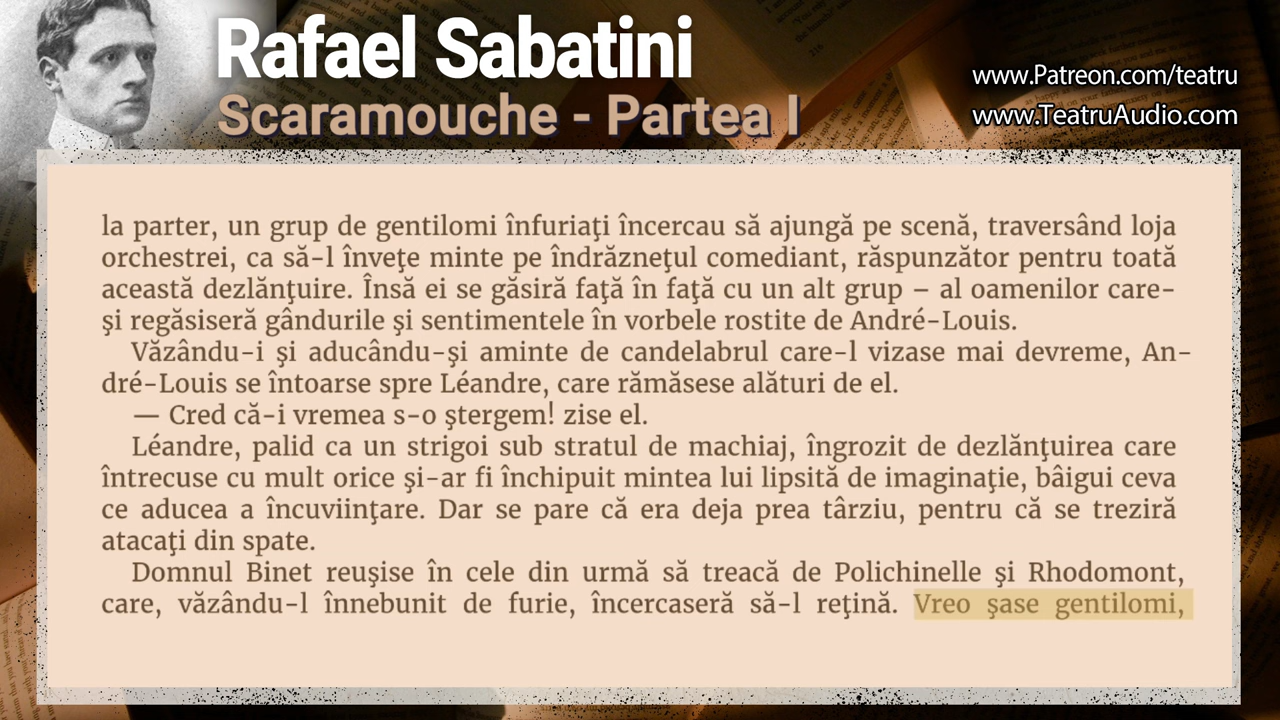 Rafael Sabatini
Scaramouche - Partea I
www.Patreon.com/teatru
www.TeatruAudio.com
la parter, un grup de gentilomi înfuriaţi încercau să ajungă pe scenă, traversând loja
orchestrei, ca să-l înveţe minte pe îndrăzneţul comediant, răspunzător pentru toată
această dezlănţuire. Însă ei se găsiră faţă în faţă cu un alt grup – al oamenilor care-
şi regăsiseră gândurile şi sentimentele în vorbele rostite de André-Louis.
Văzându-i şi aducându-şi aminte de candelabrul care-l vizase mai devreme, An-
dré-Louis se întoarse spre Léandre, care rămăsese alături de el.
— Cred că-i vremea s-o ştergem! zise el.
Léandre, palid ca un strigoi sub stratul de machiaj, îngrozit de dezlănţuirea care
întrecuse cu mult orice şi-ar fi închipuit mintea lui lipsită de imaginaţie, bâigui ceva
ce aducea a încuviinţare. Dar se pare că era deja prea târziu, pentru că se treziră
atacaţi din spate.
Domnul Binet reuşise în cele din urmă să treacă de Polichinelle şi Rhodomont,
care, văzându-l înnebunit de furie, încercaseră să-l reţină. Vreo şase gentilomi,